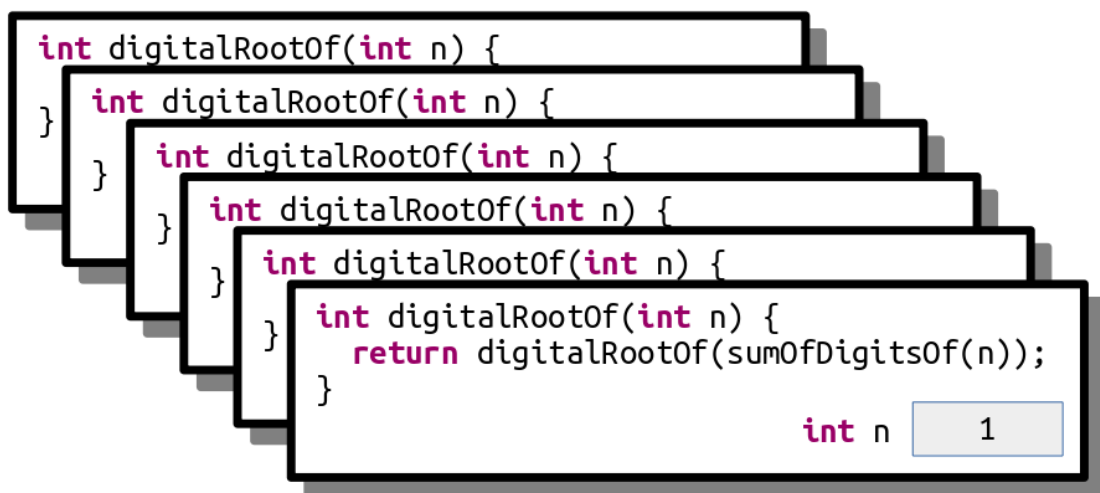 int digitalRootOf(int n) {
}
int digitalRootOf(int n) {
}
int digitalRootOf(int n) {
}
int digitalRootOf(int n) {
}
int digitalRootOf(int n) {
}
int digitalRootOf(int n) {
  return digitalRootOf(sumOfDigitsOf(n));
}
int n 1